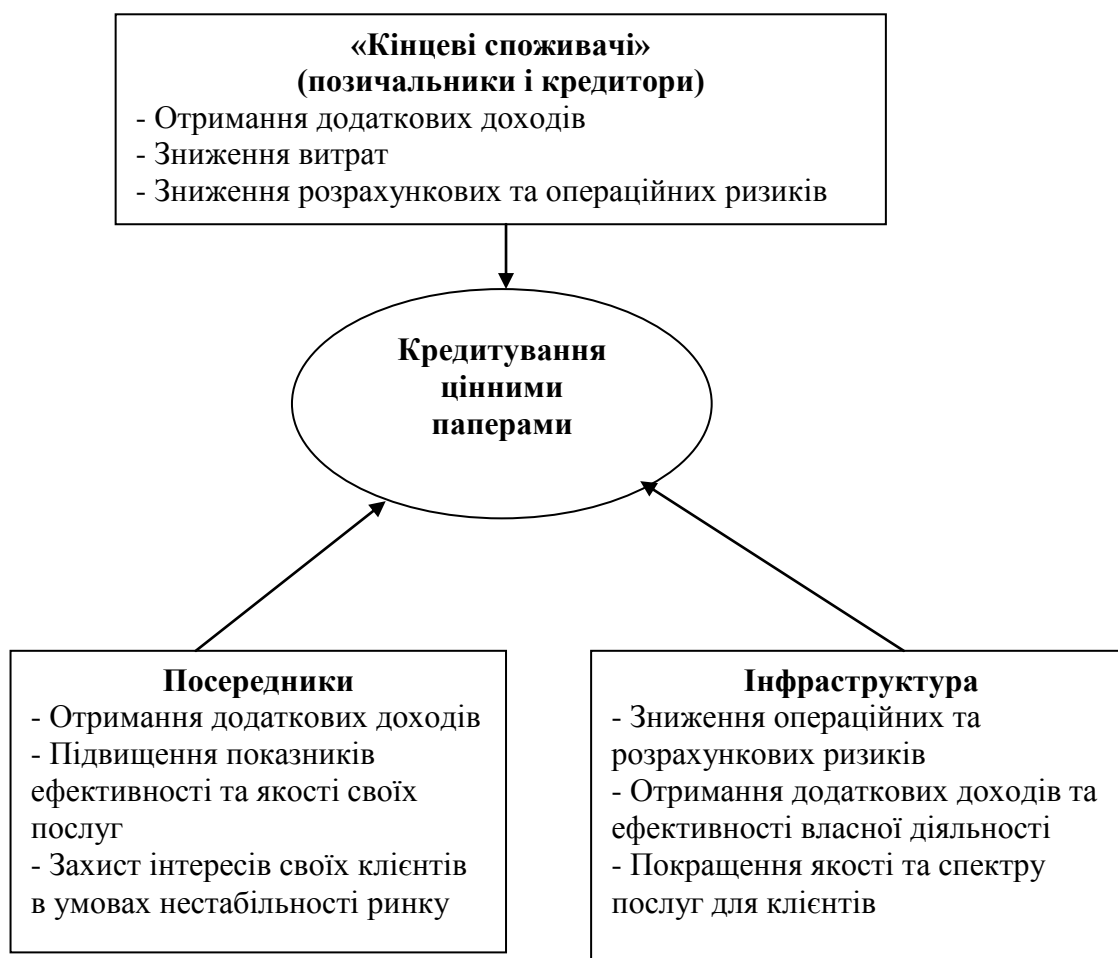 «Кінцеві споживачі»
(позичальники і кредитори)
- Отримання додаткових доходів
- Зниження витрат
- Зниження розрахункових та операційних ризиків
Кредитування
цінними
паперами
Посередники
- Отримання додаткових доходів
- Підвищення показників
ефективності та якості своїх
послуг
- Захист інтересів своїх клієнтів
в умовах нестабільності ринку
Інфраструктура
- Зниження операційних та
розрахункових ризиків
- Отримання додаткових доходів та
ефективності власної діяльності
- Покращення якості та спектру
послуг для клієнтів